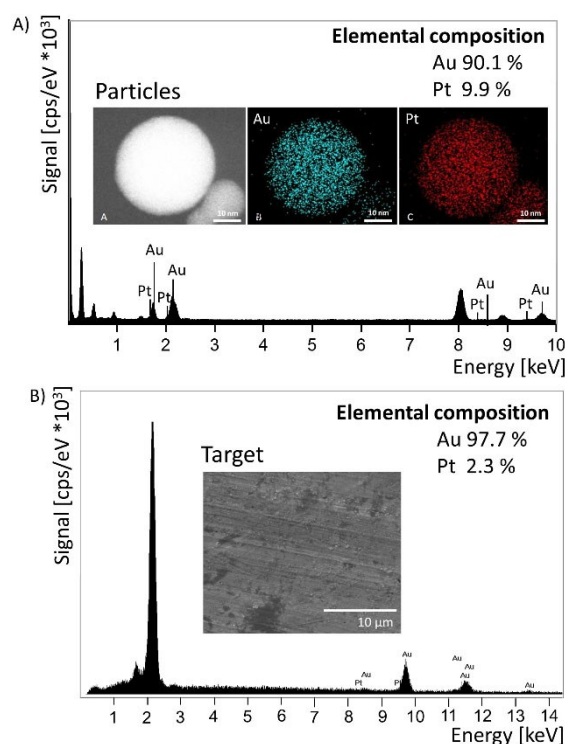 A)
Elemental composition
Au 90.1 %
Pt 9.9 %
Signal [cps/eV *10³]
Particles
Au
Pt
A
10 nm
B
10 nm
C
10 nm
Au
Au
Pt
Pt
Au
Au
Pt
Pt
1 2 3 4 5 6 7 8 9 10
Energy [keV]
B)
Elemental composition
Au 97.7 %
Pt 2.3 %
Signal [cps/eV *10³]
Target
10 µm
Au
Pt
Au
Pt
Au
Au
Au
Au
1 2 3 4 5 6 7 8 9 10 11 12 13 14
Energy [keV]